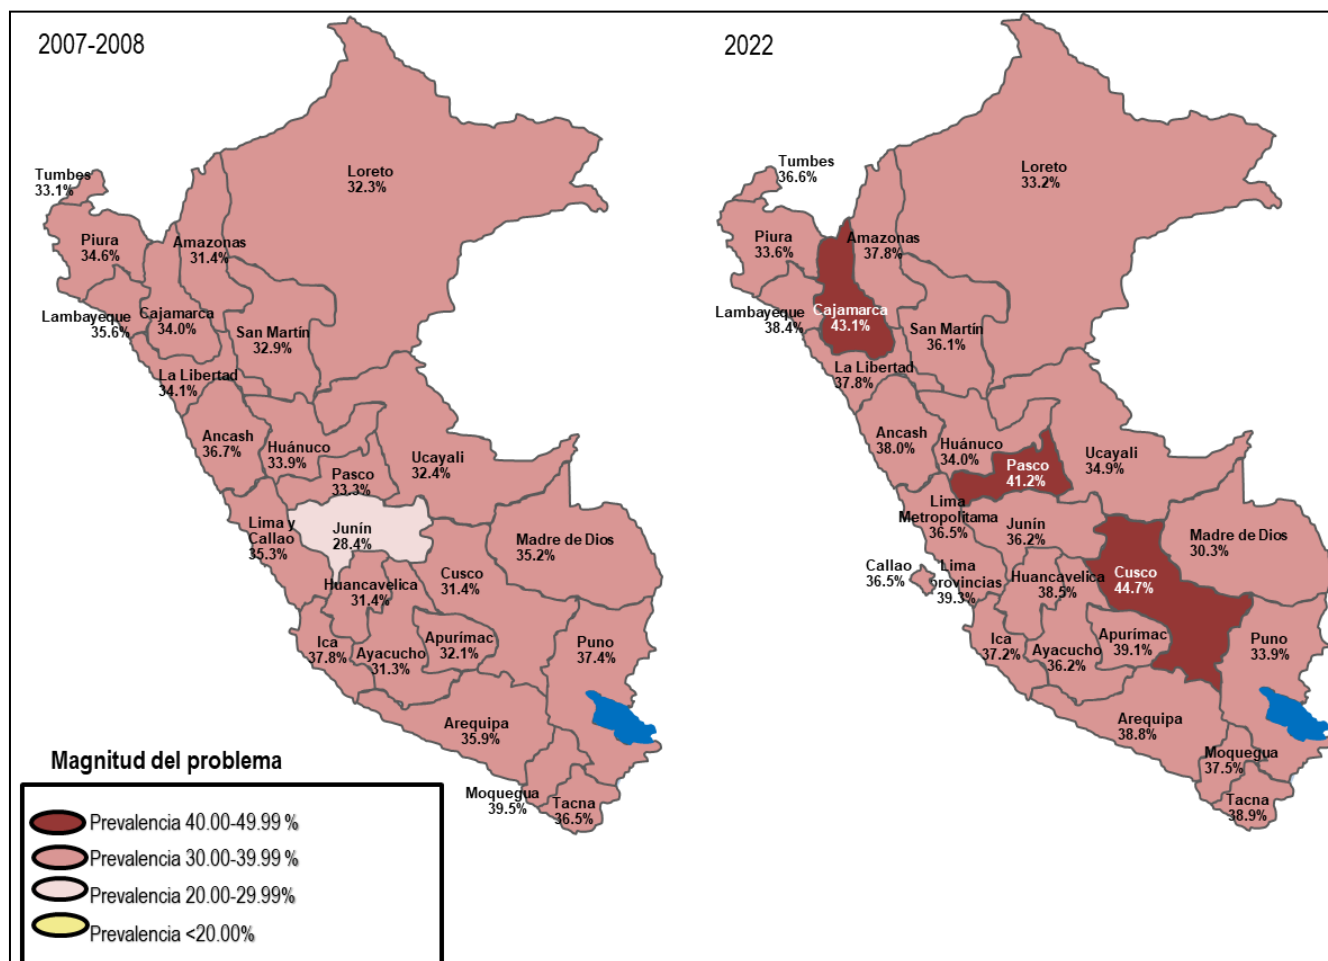 2007-2008
Loreto
32.3%
Tumbes
33.1%
Piura
34.6%
Amazonas
31.4%
Lambayeque
35.6%
Cajamarca
34.0%
San Martín
32.9%
La Libertad
34.1%
Ancash
36.7%
Huánuco
33.9%
Ucayali
32.4%
Pasco
33.3%
Lima y
Callao
35.3%
Junín
28.4%
Madre de Dios
35.2%
Huancavelica
31.4%
Cusco
31.4%
Ica
37.8%
Ayacucho
31.3%
Apurímac
32.1%
Puno
37.4%
Arequipa
35.9%
Moquegua
39.5%
Tacna
36.5%
Magnitud del problema
Prevalencia 40.00-49.99 %
Prevalencia 30.00-39.99 %
Prevalencia 20.00-29.99%
Prevalencia <20.00%
2022
Tumbes
36.6%
Loreto
33.2%
Piura
33.6%
Amazonas
37.8%
Lambayeque
38.4%
Cajamarca
43.1%
San Martín
36.1%
La Libertad
37.8%
Ancash
38.0%
Huánuco
34.0%
Ucayali
34.9%
Pasco
41.2%
Lima
Metropolitama
36.5%
Junín
36.2%
Madre de Dios
30.3%
Callao
36.5%
Lima
provincias
39.3%
Huancavelica
38.5%
Cusco
44.7%
Ica
37.2%
Ayacucho
36.2%
Apurímac
39.1%
Puno
33.9%
Arequipa
38.8%
Moquegua
37.5%
Tacna
38.9%